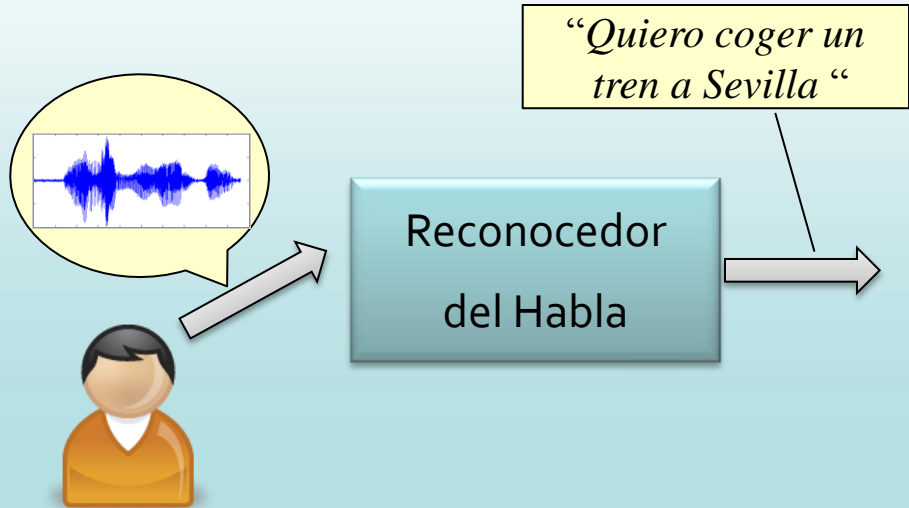 “Quiero coger un
tren a Sevilla “
Reconocedor
del Habla